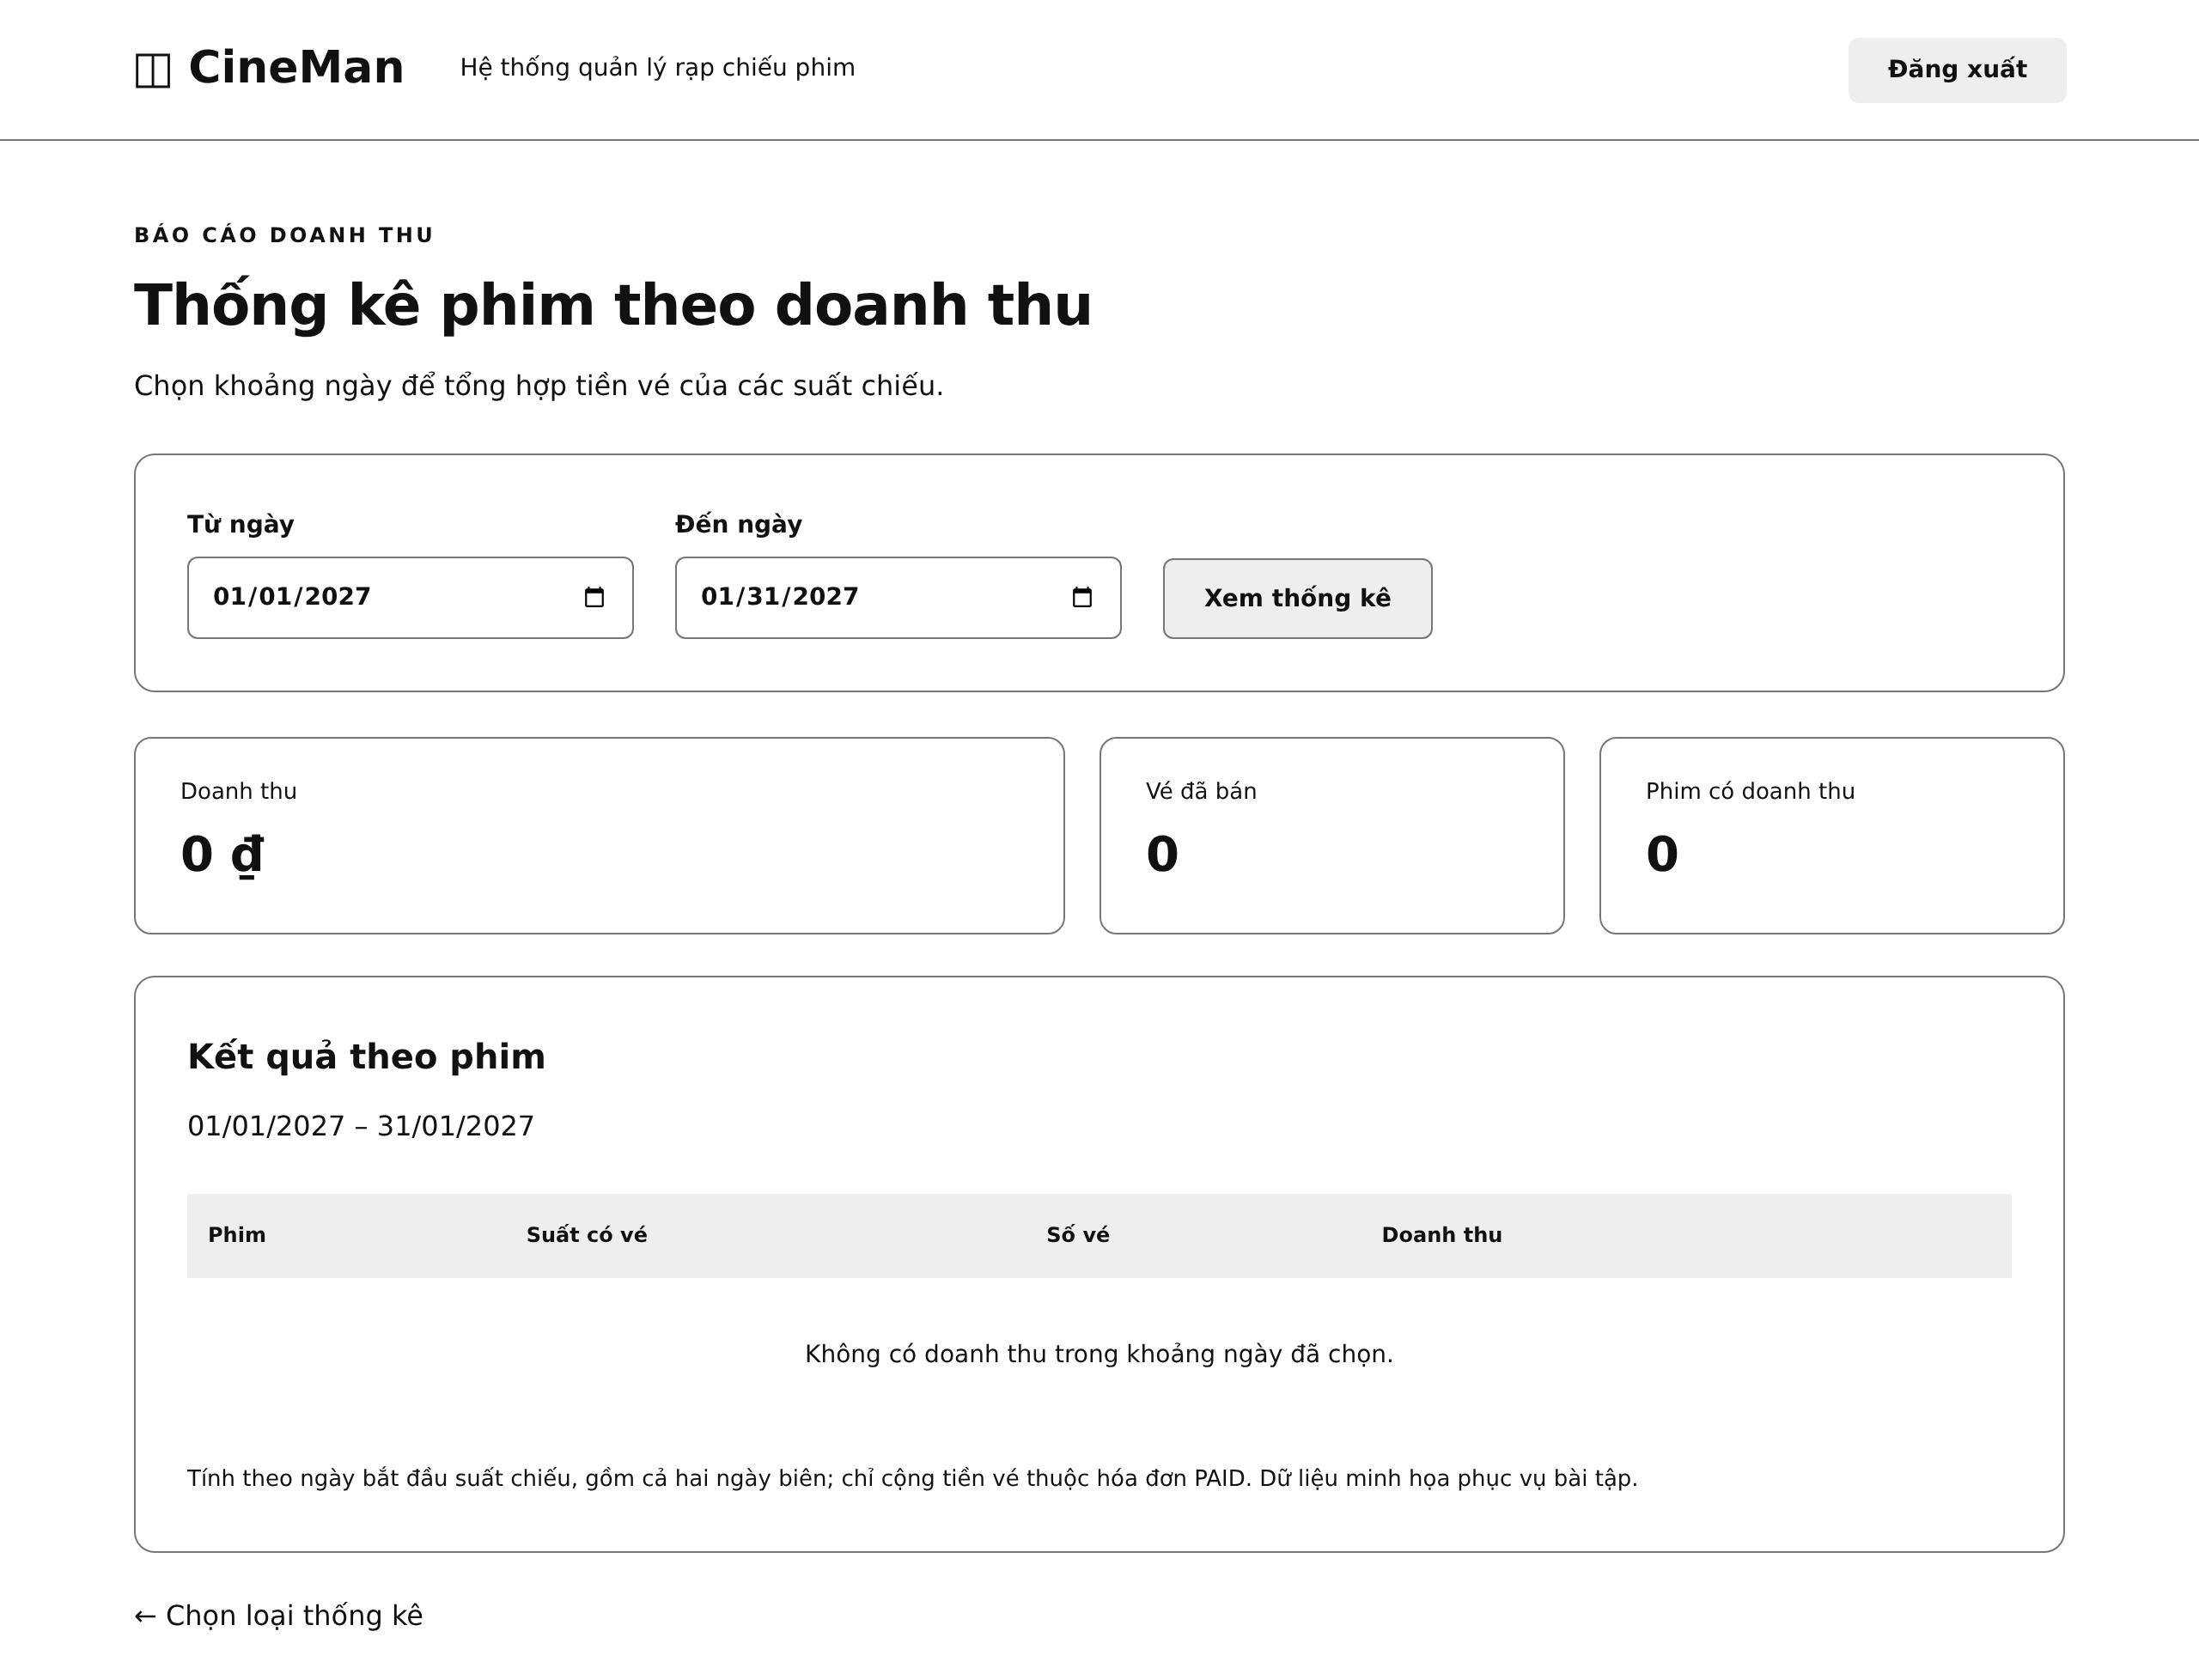 CineMan
Hệ thống quản lý rạp chiếu phim
Đăng xuất
BÁO CÁO DOANH THU
Thống kê phim theo doanh thu
Chọn khoảng ngày để tổng hợp tiền vé của các suất chiếu.
Từ ngày
Đến ngày
01/01/2027
01/31/2027
Xem thống kê
Doanh thu
0 ₫
Vé đã bán
0
Phim có doanh thu
0
Kết quả theo phim
01/01/2027 – 31/01/2027
Phim
Suất có vé
Số vé
Doanh thu
Không có doanh thu trong khoảng ngày đã chọn.
Tính theo ngày bắt đầu suất chiếu, gồm cả hai ngày biên; chỉ cộng tiền vé thuộc hóa đơn PAID. Dữ liệu minh họa phục vụ bài tập.
← Chọn loại thống kê